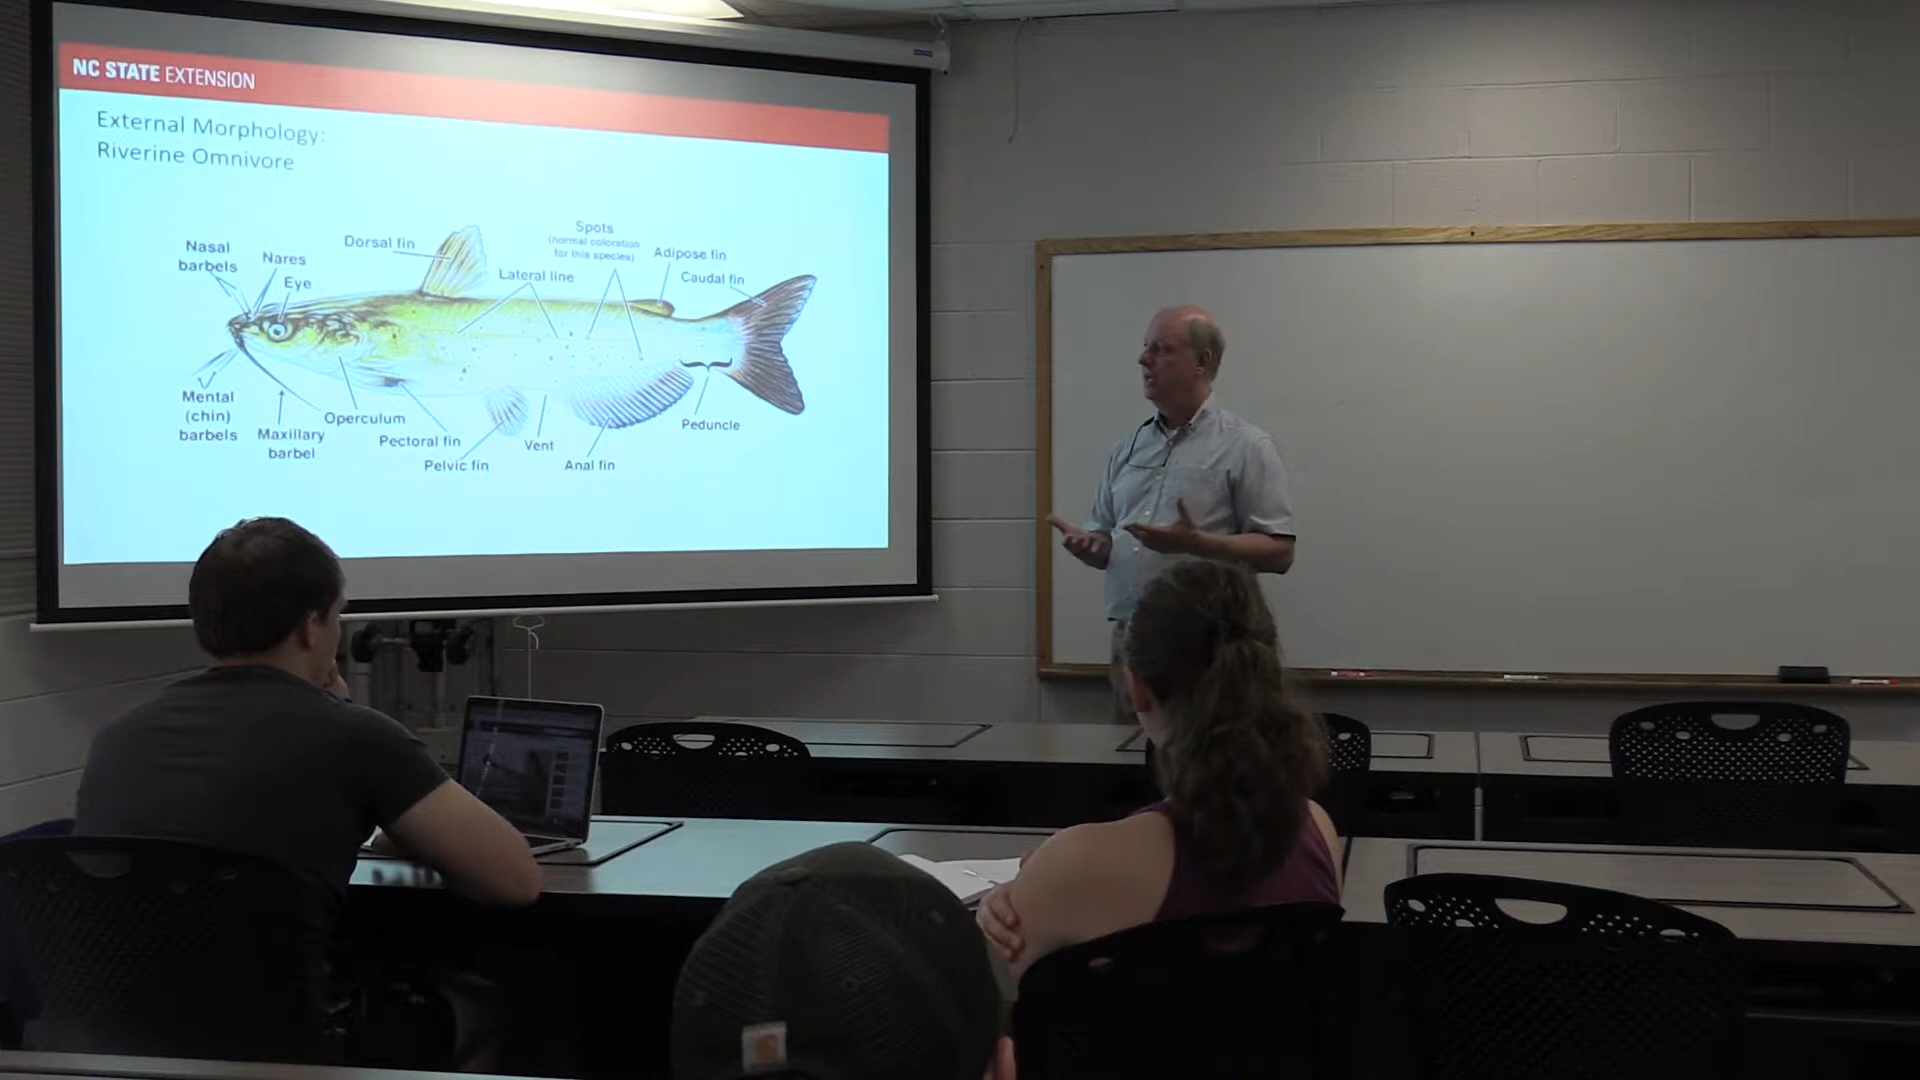 NC STATE EXTENSION
External Morphology:
Riverine Omnivore
Nasal
barbels
Nares
Eye
Dorsal fin
Lateral line
Spots
(normal coloration
for this species)
Adipose fin
Caudal fin
Mental
(chin)
barbels
Maxillary
barbel
Operculum
Pectoral fin
Pelvic fin
Vent
Anal fin
Peduncle